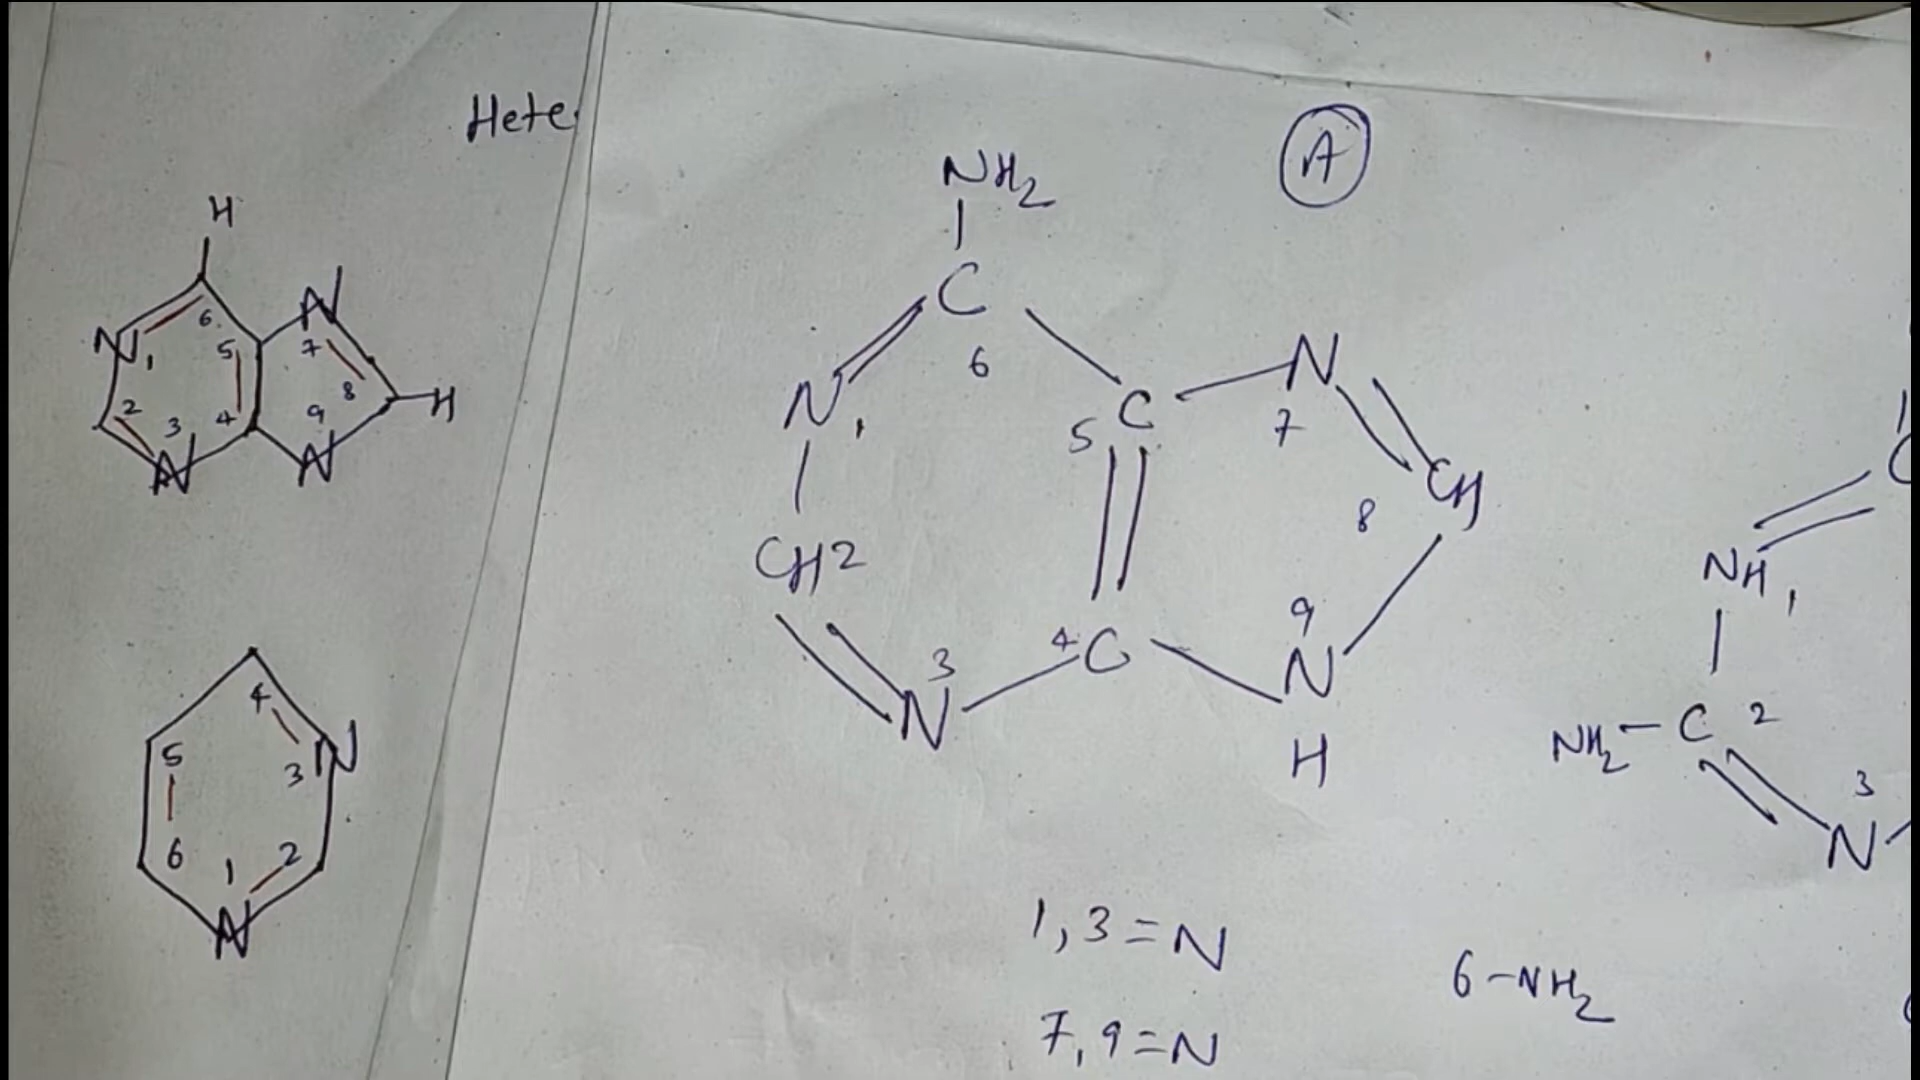 Hete
H
N 6 N
1 5 7
2 3 4 9 8 H
N N
4
5 3 N
6 1 2
N
A
NH2
C
6
N 1 5 C N 7
CH2 8 CH
3 4 C 9
N N
H
1, 3 = N
7, 9 = N
6 - NH2
C
NH 1
NH2 - C 2
3
N